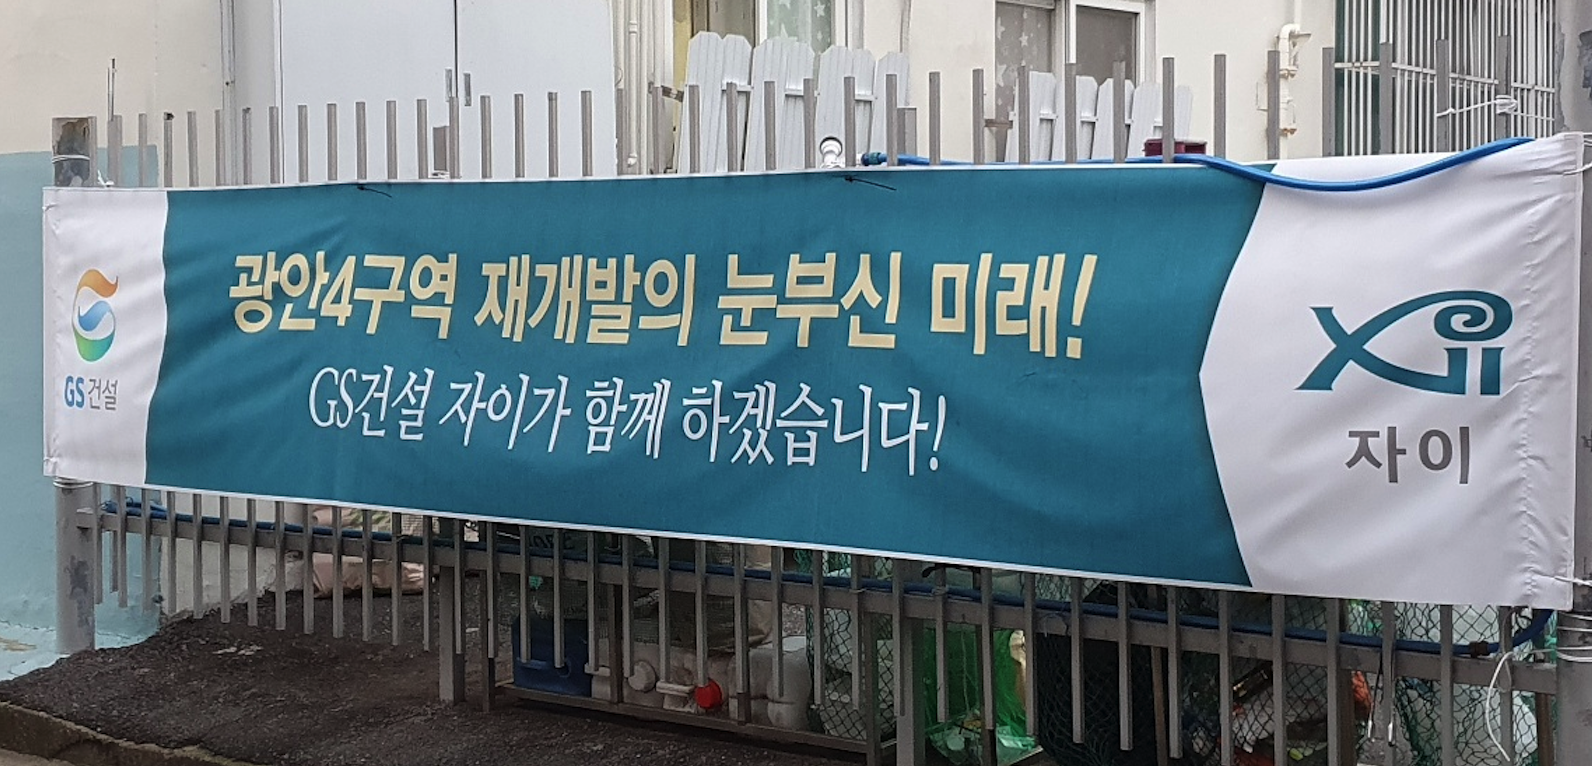 광안4구역 재개발의 눈부신 미래!
GS건설 자이가 함께 하겠습니다!
GS건설
Xii
자이